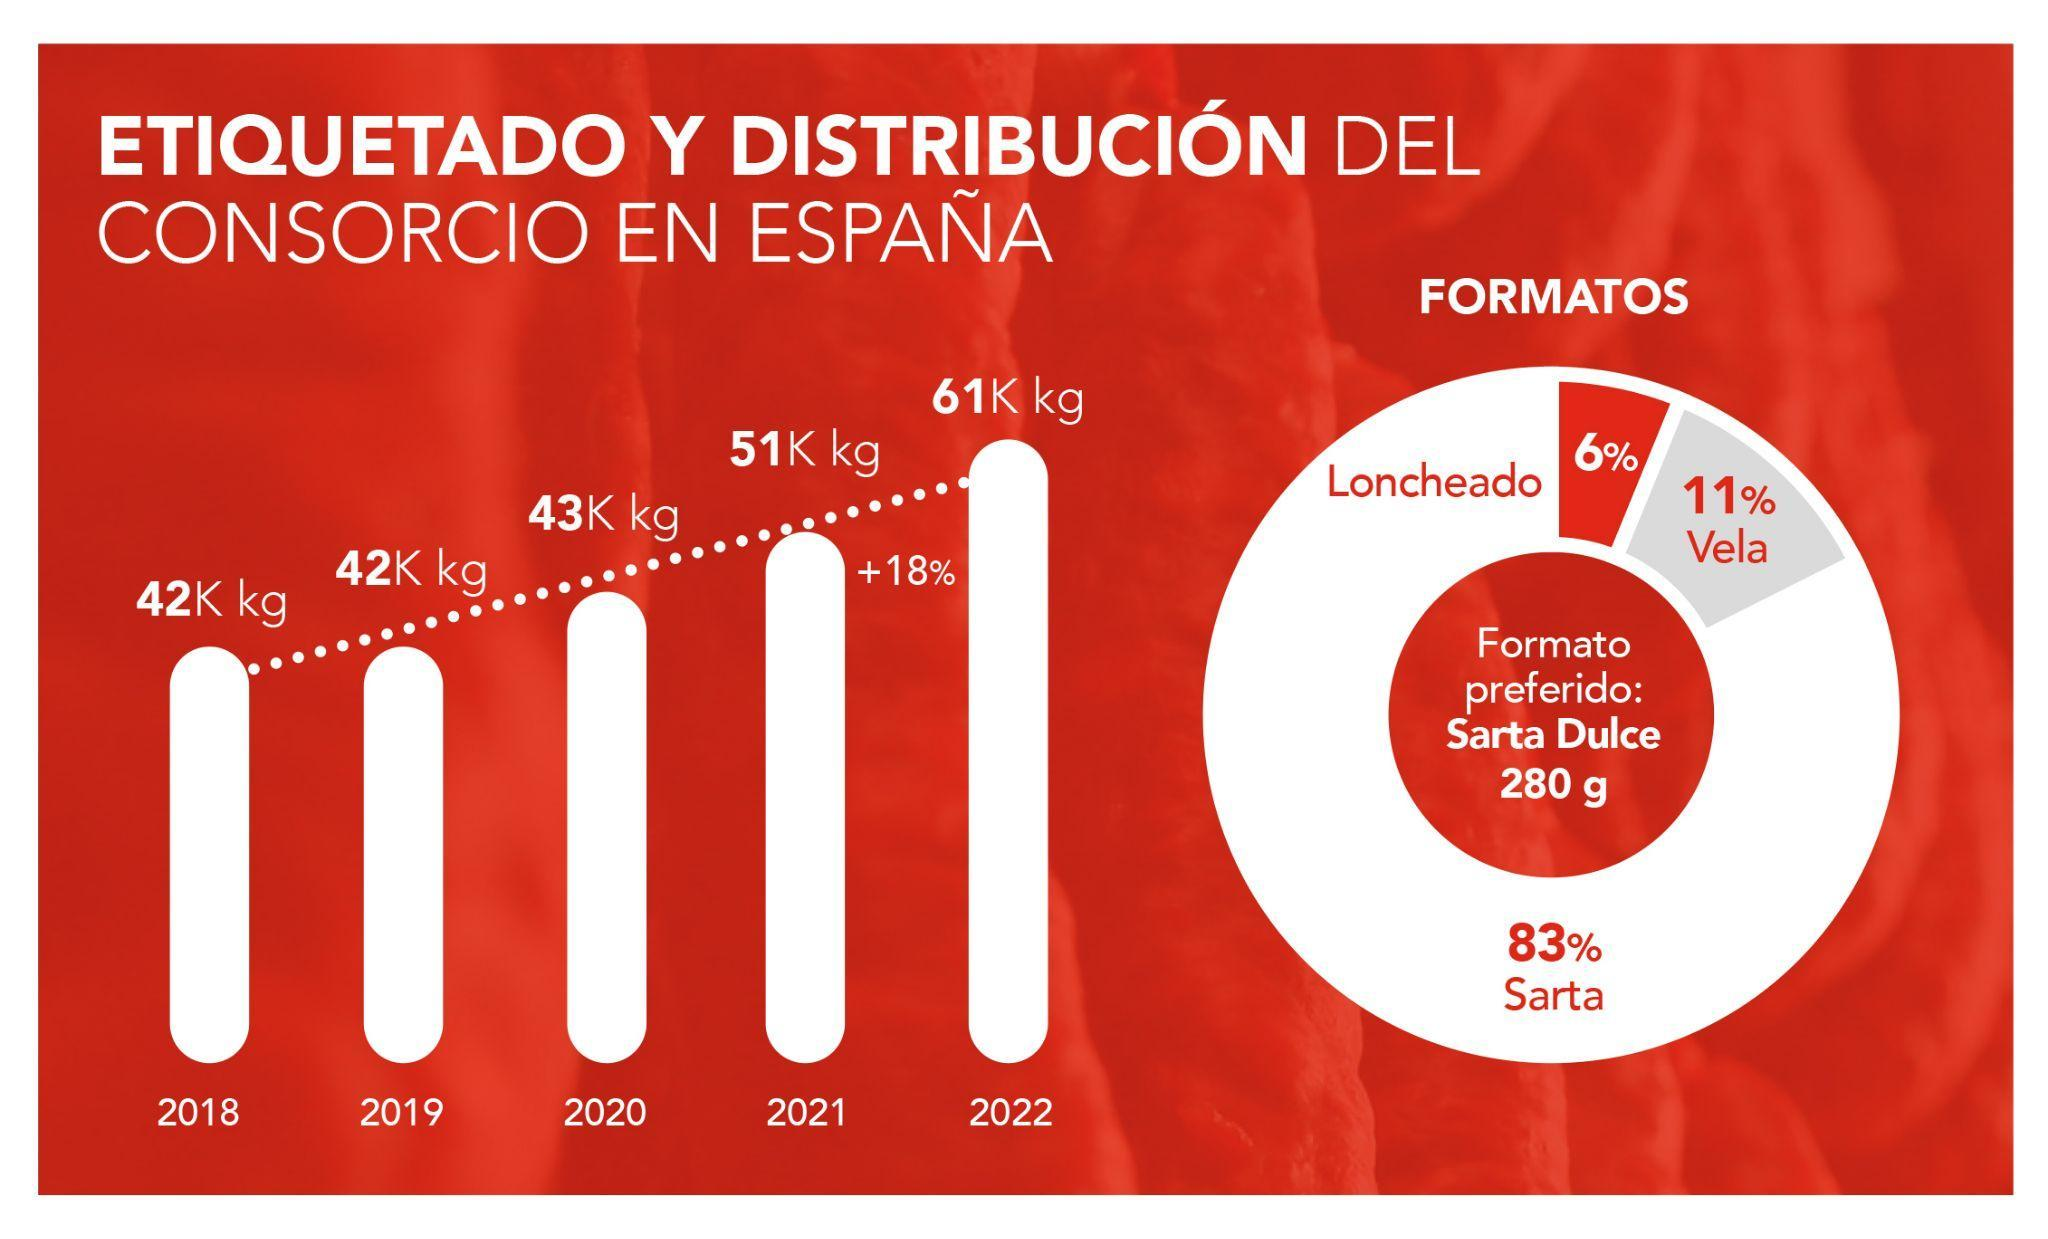 ETIQUETADO Y DISTRIBUCIÓN DEL
CONSORCIO EN ESPAÑA
42K kg
42K kg
43K kg
51K kg
61K kg
+18%
2018
2019
2020
2021
2022
FORMATOS
Loncheado
6%
11%
Vela
Formato
preferido:
Sarta Dulce
280 g
83%
Sarta